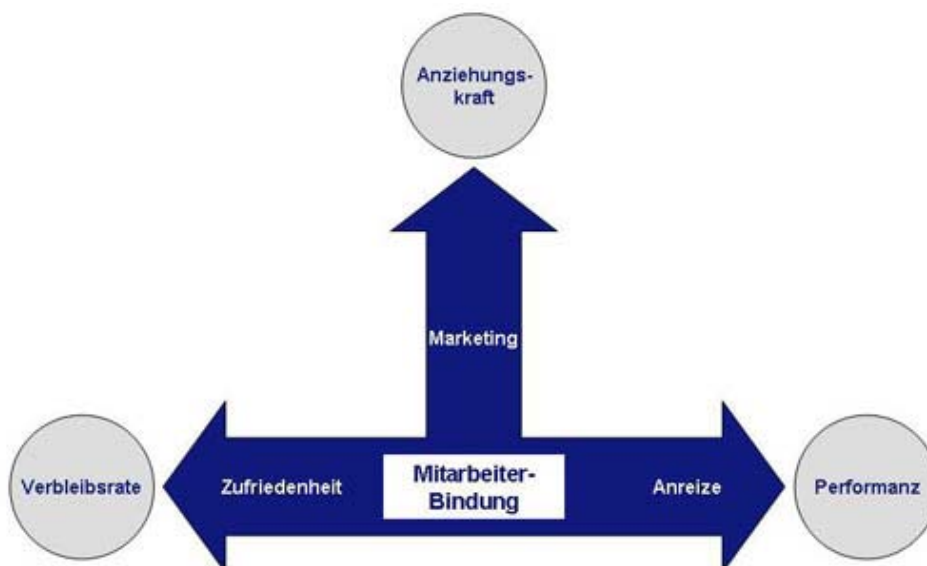 Anziehungs-
kraft
Marketing
Verbleibsrate
Zufriedenheit
Mitarbeiter-
Bindung
Anreize
Performanz